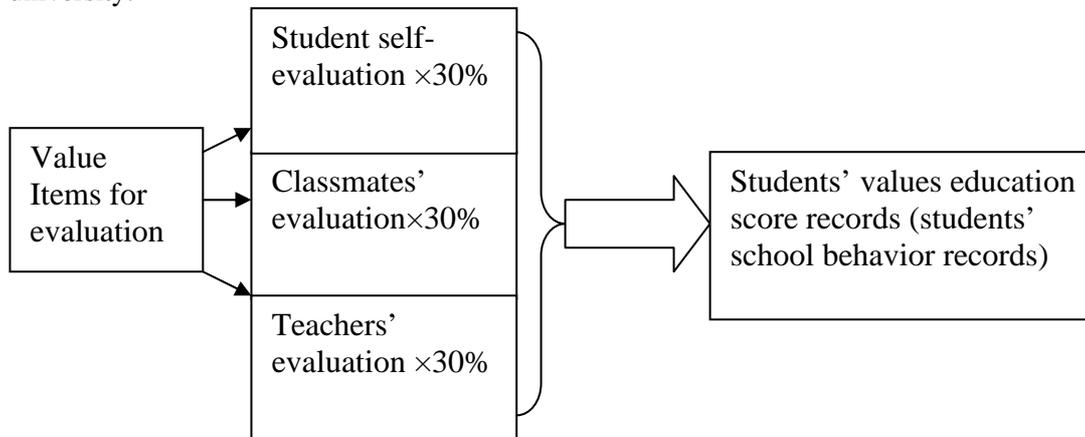 Student self-
evaluation ×30%
Value
Items for
evaluation
Classmates’
evaluation×30%
Teachers’
evaluation ×30%
Students’ values education
score records (students’
school behavior records)